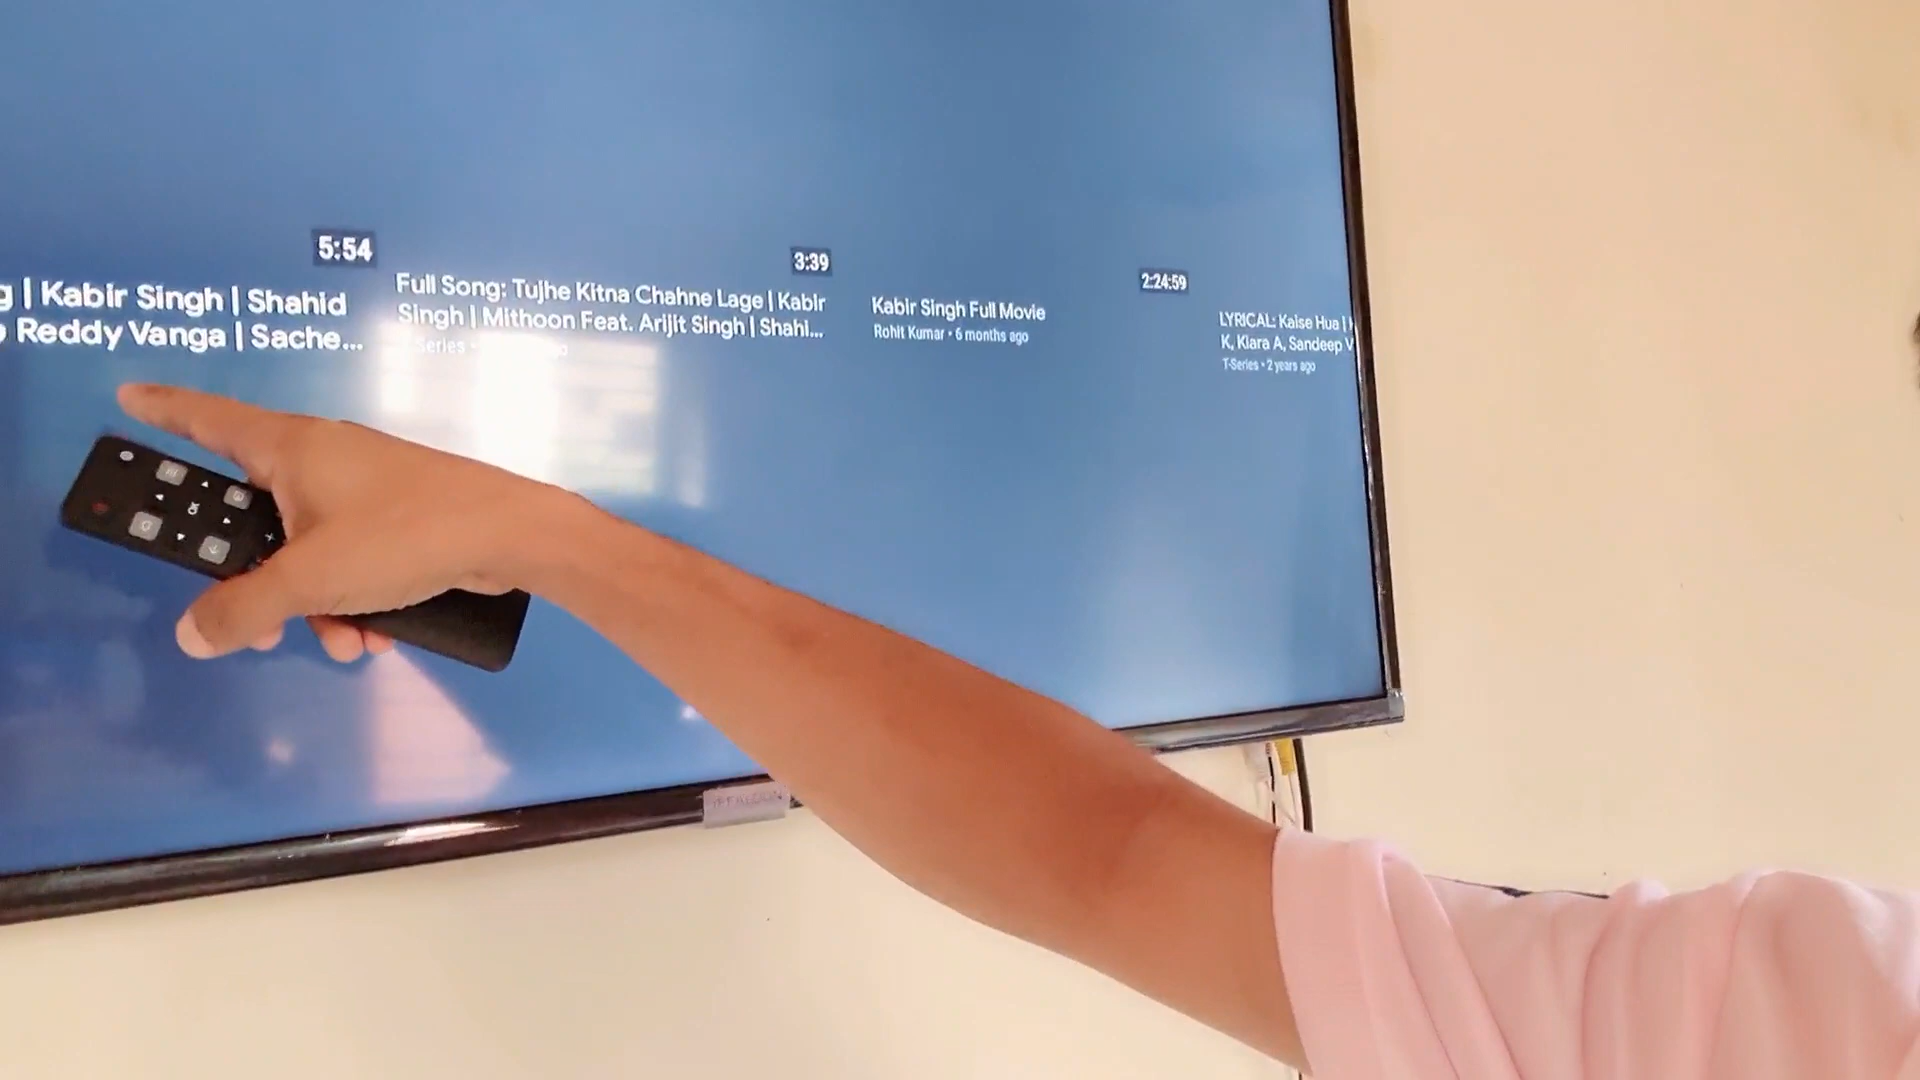 5:54
g | Kabir Singh | Shahid
Reddy Vanga | Sache...
3:39
Full Song: Tujhe Kitna Chahne Lage | Kabir
Singh | Mithoon Feat. Arijit Singh | Shahi...
Series
2:24:59
Kabir Singh Full Movie
Rohit Kumar • 6 months ago
LYRICAL: Kaise Hua |
K, Kiara A, Sandeep V
T-Series • 2 years ago
OK